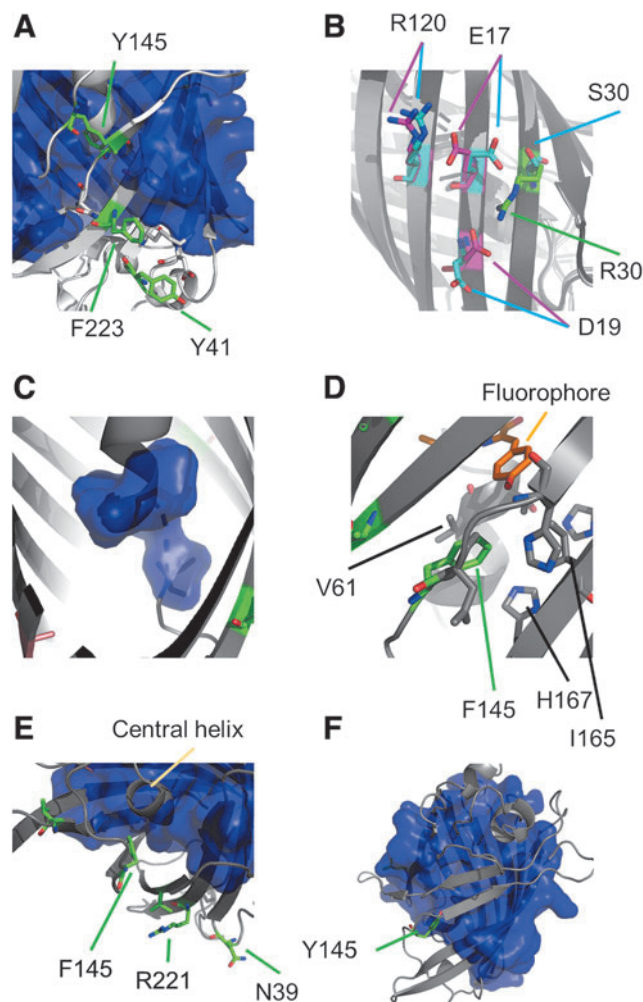 A
Y145
F223
Y41
B
R120
E17
S30
R30
D19
C
D
Fluorophore
V61
F145
H167
I165
E
Central helix
F145
R221
N39
F
Y145